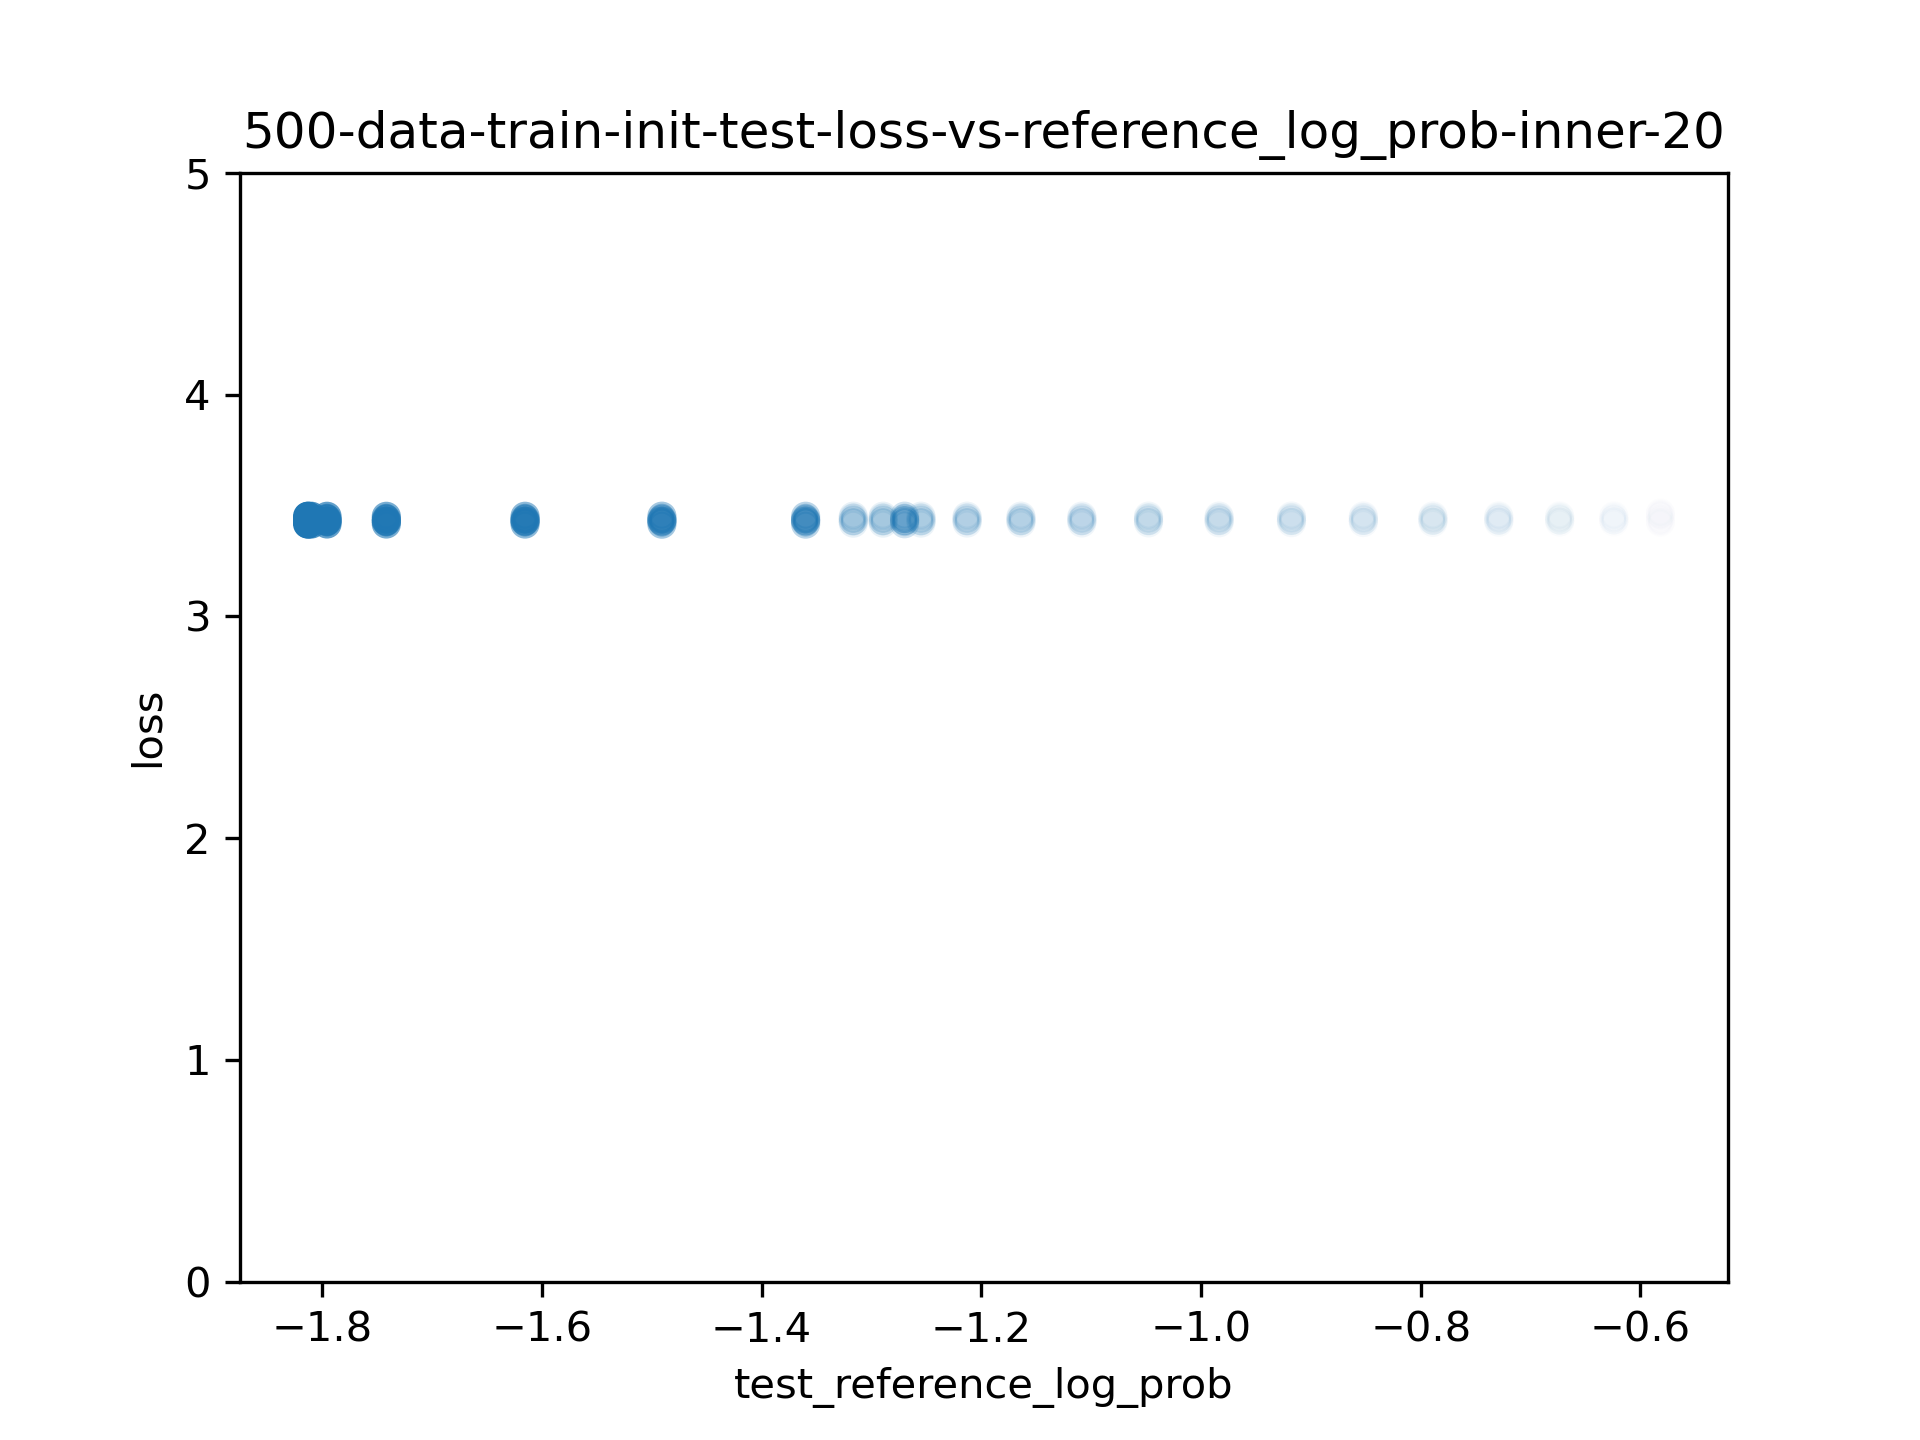 500-data-train-init-test-loss-vs-reference_log_prob-inner-20
5
4
3
2
1
0
loss
−1.8 −1.6 −1.4 −1.2 −1.0 −0.8 −0.6
test_reference_log_prob